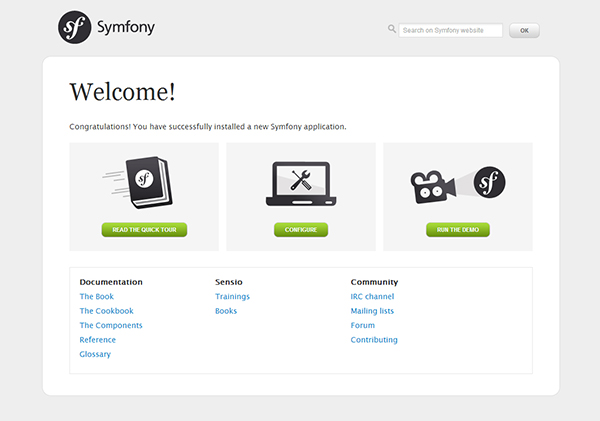 sf Symfony
Search on Symfony website
OK
Welcome!
Congratulations! You have successfully installed a new Symfony application.
sf
sf
READ THE QUICK TOUR
CONFIGURE
RUN THE DEMO
Documentation
The Book
The Cookbook
The Components
Reference
Glossary
Sensio
Trainings
Books
Community
IRC channel
Mailing lists
Forum
Contributing